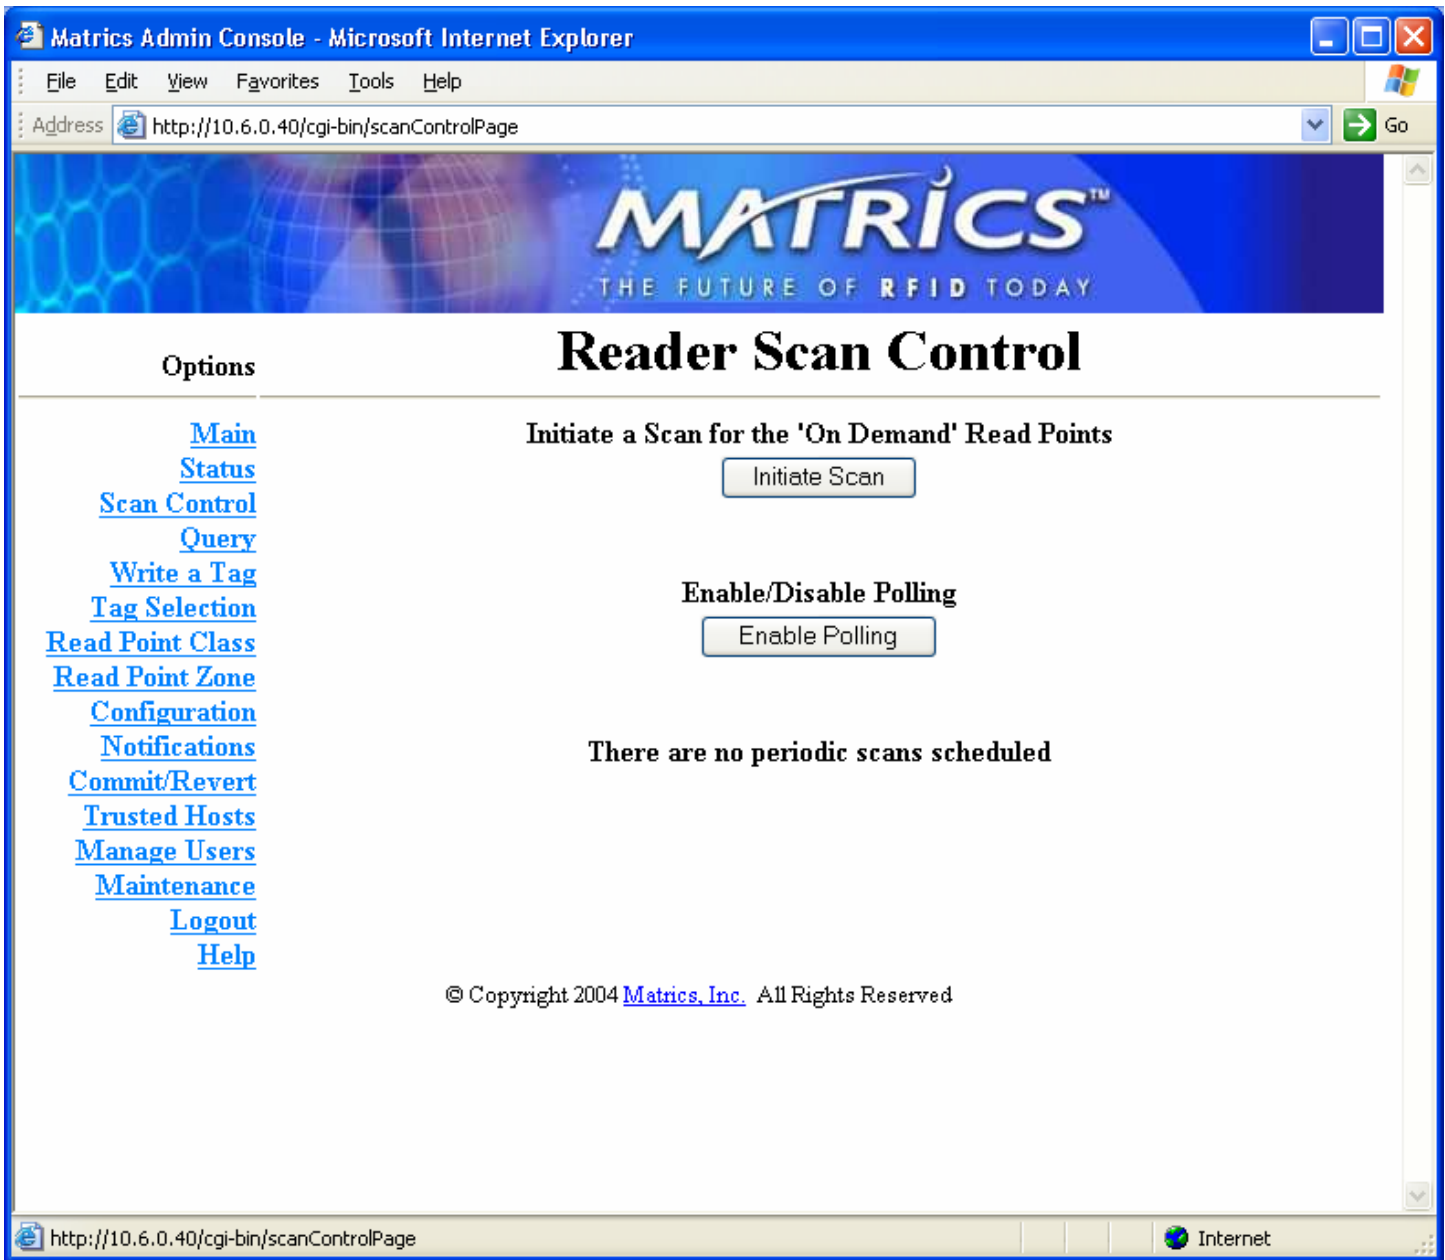 Matrics Admin Console - Microsoft Internet Explorer
File Edit View Favorites Tools Help
Address http://10.6.0.40/cgi-bin/scanControlPage Go
MATRICS™
THE FUTURE OF RFID TODAY
Options
Reader Scan Control
Main
Status
Scan Control
Query
Write a Tag
Tag Selection
Read Point Class
Read Point Zone
Configuration
Notifications
Commit/Revert
Trusted Hosts
Manage Users
Maintenance
Logout
Help
Initiate a Scan for the 'On Demand' Read Points
Initiate Scan
Enable/Disable Polling
Enable Polling
There are no periodic scans scheduled
© Copyright 2004 Matrics, Inc. All Rights Reserved
http://10.6.0.40/cgi-bin/scanControlPage Internet